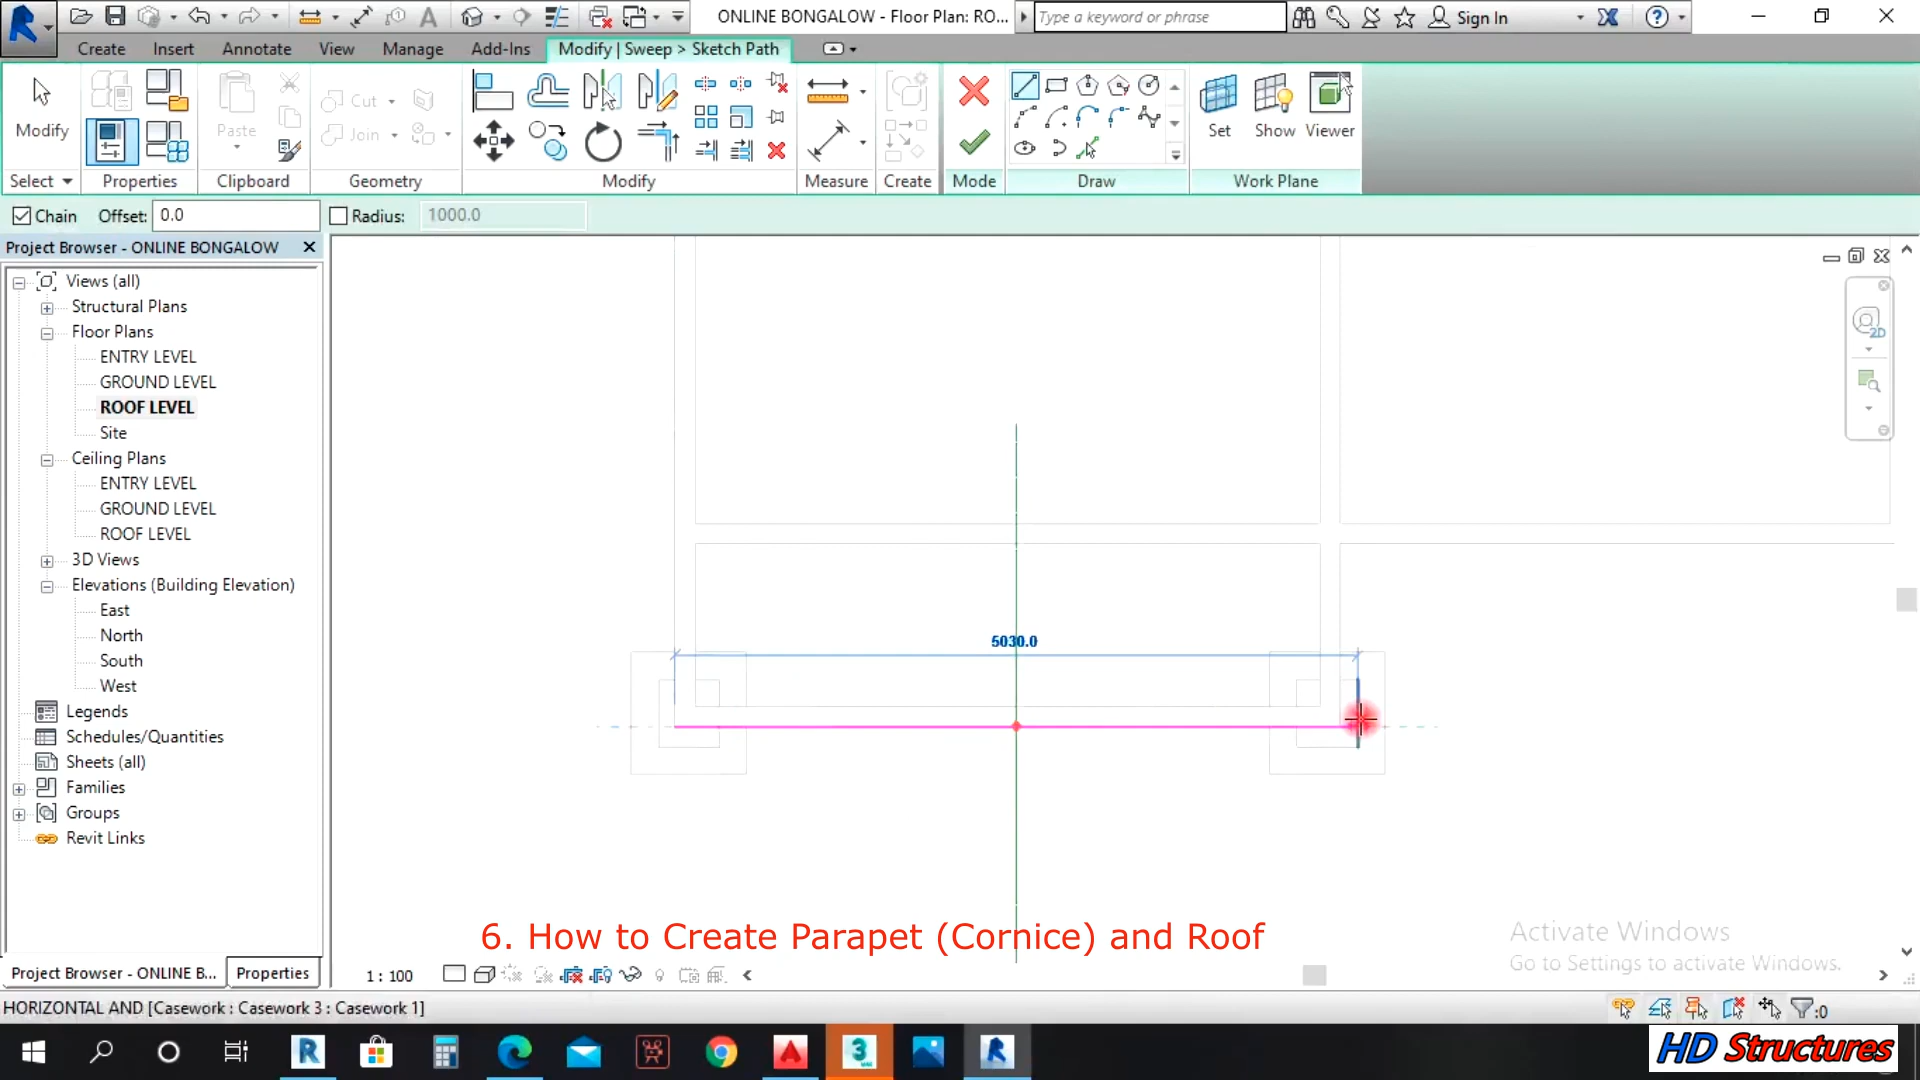 ONLINE BONGALOW - Floor Plan: RO...
Type a keyword or phrase
Sign In
Create
Insert
Annotate
View
Manage
Add-Ins
Modify | Sweep > Sketch Path
Modify
Paste
Cut
Join
Set
Show
Viewer
Select
Properties
Clipboard
Geometry
Modify
Measure
Create
Mode
Draw
Work Plane
Chain
Offset:
0.0
Radius:
1000.0
Project Browser - ONLINE BONGALOW
Views (all)
Structural Plans
Floor Plans
ENTRY LEVEL
GROUND LEVEL
ROOF LEVEL
Site
Ceiling Plans
ENTRY LEVEL
GROUND LEVEL
ROOF LEVEL
3D Views
Elevations (Building Elevation)
East
North
South
West
Legends
Schedules/Quantities
Sheets (all)
Families
Groups
Revit Links
2D
5030.0
6. How to Create Parapet (Cornice) and Roof
Activate Windows
Go to Settings to activate Windows.
Project Browser - ONLINE B...
Properties
1 : 100
HORIZONTAL AND [Casework : Casework 3 : Casework 1]
:0
HD Structures